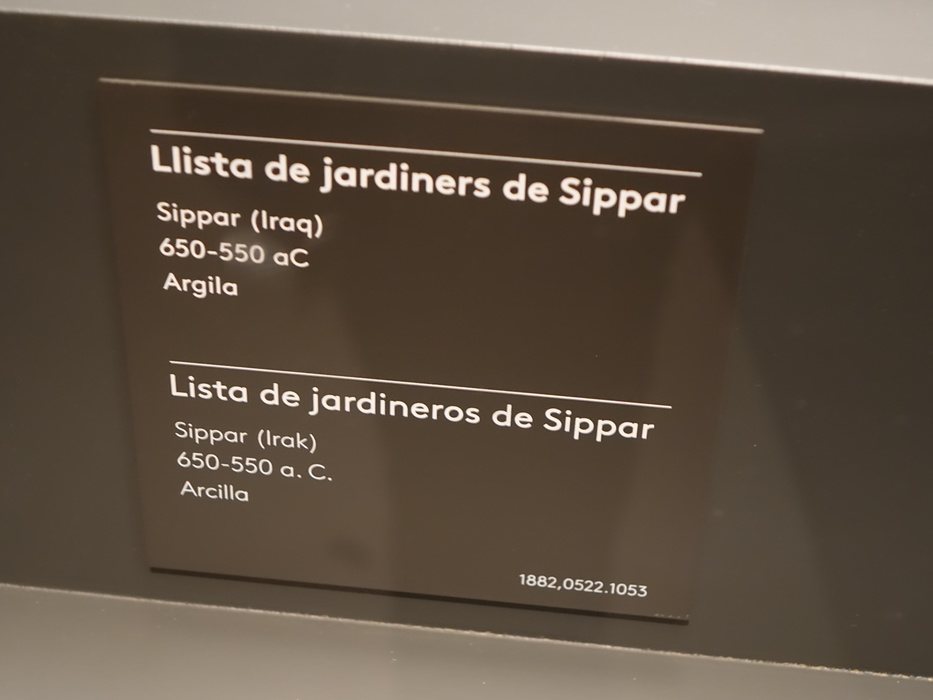 Llista de jardiners de Sippar
Sippar (Iraq)
650-550 aC
Argila
Lista de jardineros de Sippar
Sippar (Irak)
650-550 a. C.
Arcilla
1882,0522.1053